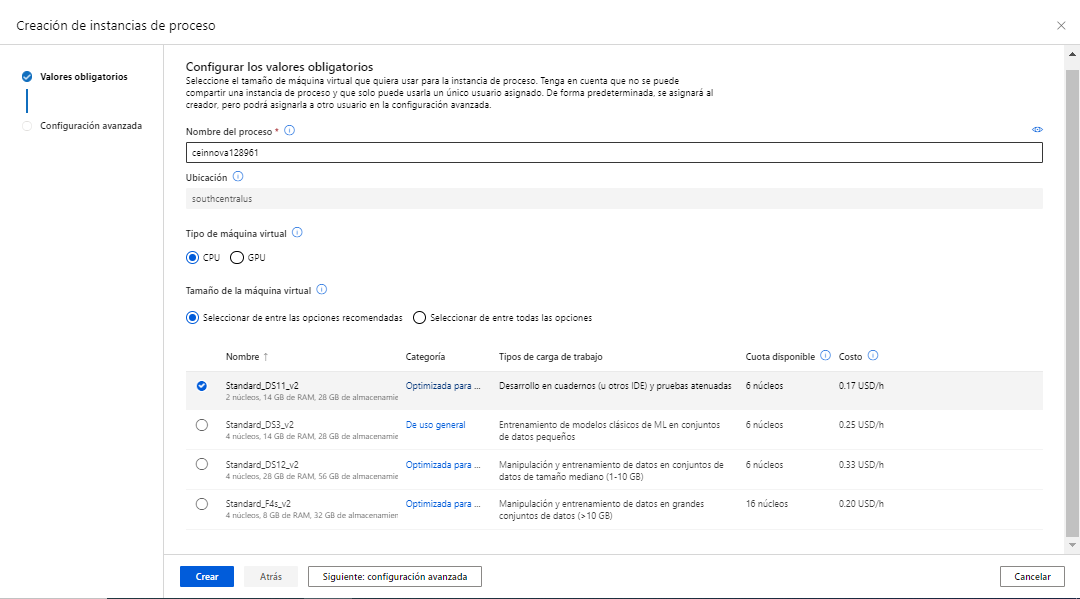 Creación de instancias de proceso
Valores obligatorios
Configuración avanzada
Configurar los valores obligatorios
Seleccione el tamaño de máquina virtual que quiera usar para la instancia de proceso. Tenga en cuenta que no se puede
compartir una instancia de proceso y que solo puede usarla un único usuario asignado. De forma predeterminada, se asignará al
creador, pero podrá asignarla a otro usuario en la configuración avanzada.
Nombre del proceso *
ceinnova128961
Ubicación
southcentralus
Tipo de máquina virtual
CPU GPU
Tamaño de la máquina virtual
Seleccionar de entre las opciones recomendadas Seleccionar de entre todas las opciones
Nombre ↑ Categoría Tipos de carga de trabajo Cuota disponible Costo
Standard_DS11_v2 Optimizada para ... Desarrollo en cuadernos (u otros IDE) y pruebas atenuadas 6 núcleos 0.17 USD/h
2 núcleos, 14 GB de RAM, 28 GB de almacenamie
Standard_DS3_v2 De uso general Entrenamiento de modelos clásicos de ML en conjuntos 6 núcleos 0.25 USD/h
4 núcleos, 14 GB de RAM, 28 GB de almacenamie de datos pequeños
Standard_DS12_v2 Optimizada para ... Manipulación y entrenamiento de datos en conjuntos de 6 núcleos 0.33 USD/h
4 núcleos, 28 GB de RAM, 56 GB de almacenamie datos de tamaño mediano (1-10 GB)
Standard_F4s_v2 Optimizada para ... Manipulación y entrenamiento de datos en grandes 16 núcleos 0.20 USD/h
4 núcleos, 8 GB de RAM, 32 GB de almacenamien conjuntos de datos (>10 GB)
Crear Atrás Siguiente: configuración avanzada Cancelar